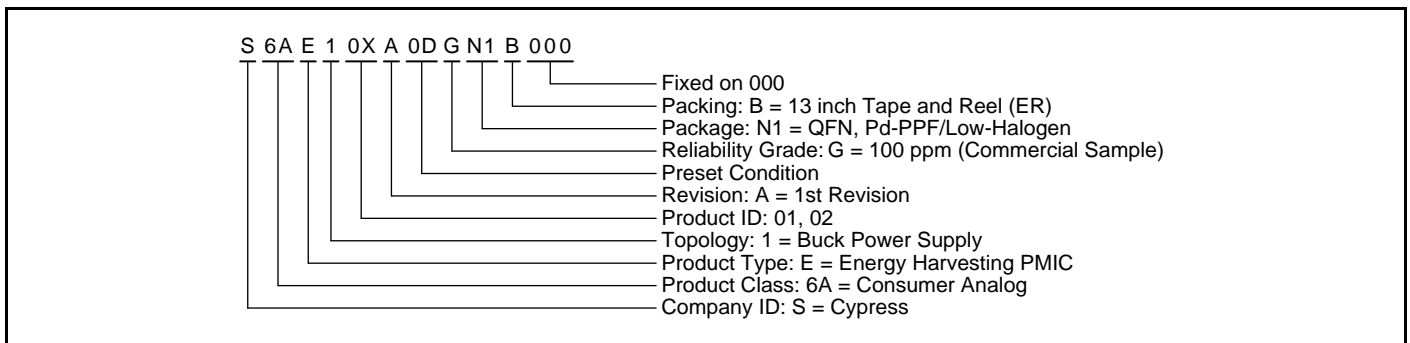 S 6A E 1 0X A 0D G N1 B 000
Fixed on 000
Packing: B = 13 inch Tape and Reel (ER)
Package: N1 = QFN, Pd-PPF/Low-Halogen
Reliability Grade: G = 100 ppm (Commercial Sample)
Preset Condition
Revision: A = 1st Revision
Product ID: 01, 02
Topology: 1 = Buck Power Supply
Product Type: E = Energy Harvesting PMIC
Product Class: 6A = Consumer Analog
Company ID: S = Cypress